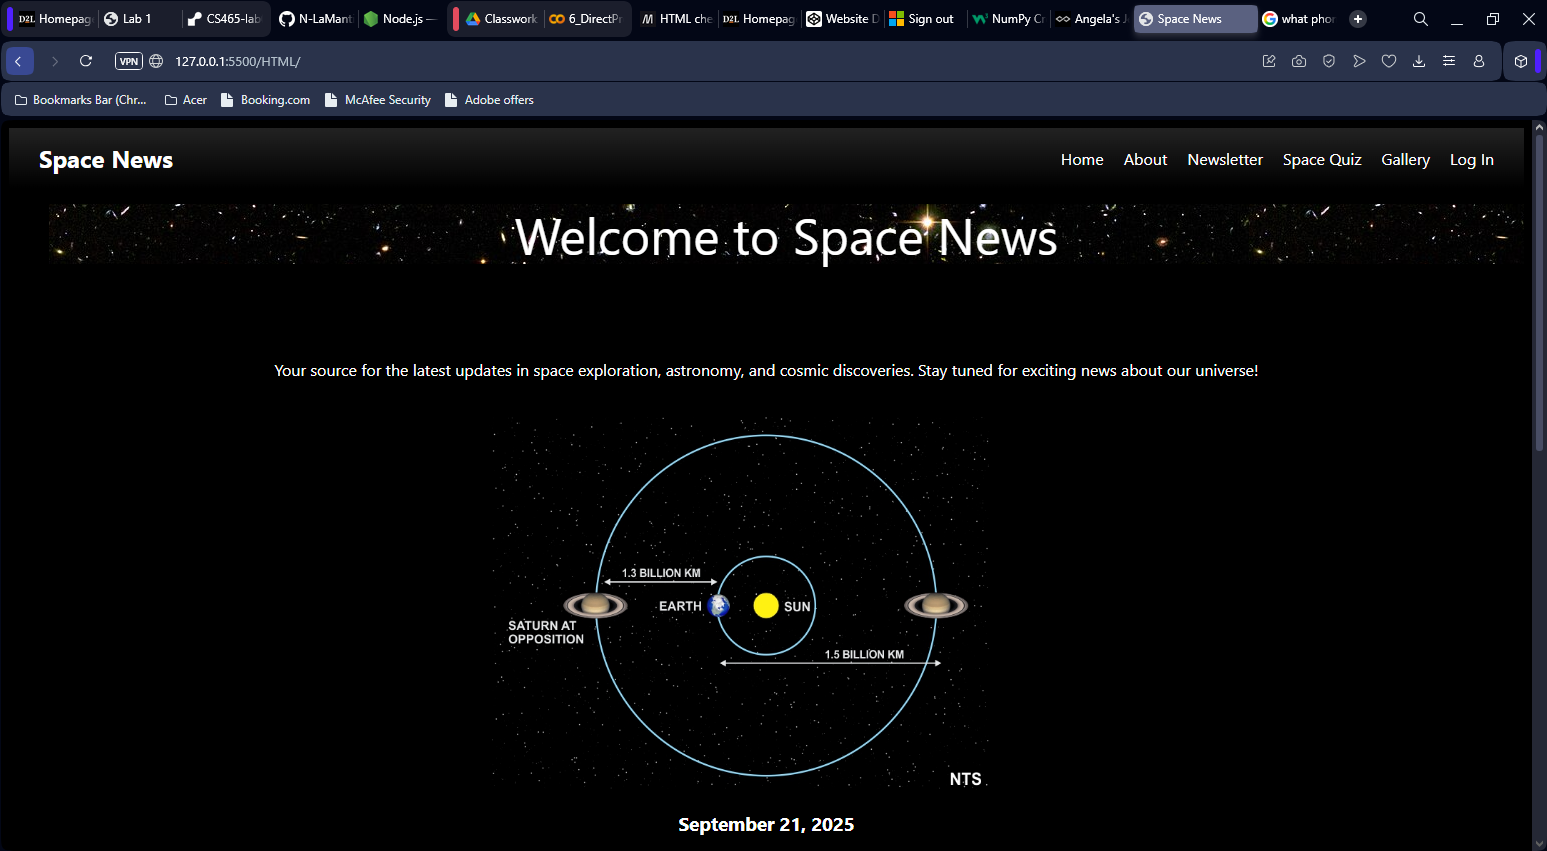 D2L Homepag
Lab 1
CS465-lab
N-LaMant
Node.js —
Classwork
6_DirectPr
HTML che
D2L Homepag
Website D
Sign out
NumPy Cr
Angela's J
Space News
what phon
VPN 127.0.0.1:5500/HTML/
Bookmarks Bar (Chr... Acer Booking.com McAfee Security Adobe offers
Space News
Home About Newsletter Space Quiz Gallery Log In
Welcome to Space News
Your source for the latest updates in space exploration, astronomy, and cosmic discoveries. Stay tuned for exciting news about our universe!
1.3 BILLION KM
EARTH
SUN
SATURN AT
OPPOSITION
1.5 BILLION KM
NTS
September 21, 2025